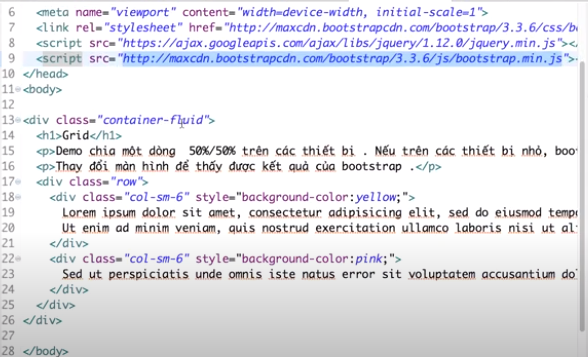 6 <meta name="viewport" content="width=device-width, initial-scale=1">
7 <link rel="stylesheet" href="http://maxcdn.bootstrapcdn.com/bootstrap/3.3.6/css/b
8 <script src="https://ajax.googleapis.com/ajax/libs/jquery/1.12.0/jquery.min.js"></
9 <script src="http://maxcdn.bootstrapcdn.com/bootstrap/3.3.6/js/bootstrap.min.js"><
10 </head>
11 <body>
12
13 <div class="container-fluid">
14 <h1>Grid</h1>
15 <p>Demo chia một dòng 50%/50% trên các thiết bị . Nếu trên các thiết bị nhỏ, boo
16 <p>Thay đổi màn hình để thấy được kết quả của bootstrap .</p>
17 <div class="row">
18 <div class="col-sm-6" style="background-color:yellow;">
19 Lorem ipsum dolor sit amet, consectetur adipisicing elit, sed do eiusmod temp
20 Ut enim ad minim veniam, quis nostrud exercitation ullamco laboris nisi ut al
21 </div>
22 <div class="col-sm-6" style="background-color:pink;">
23 Sed ut perspiciatis unde omnis iste natus error sit voluptatem accusantium do
24 </div>
25 </div>
26 </div>
27
28 </body>